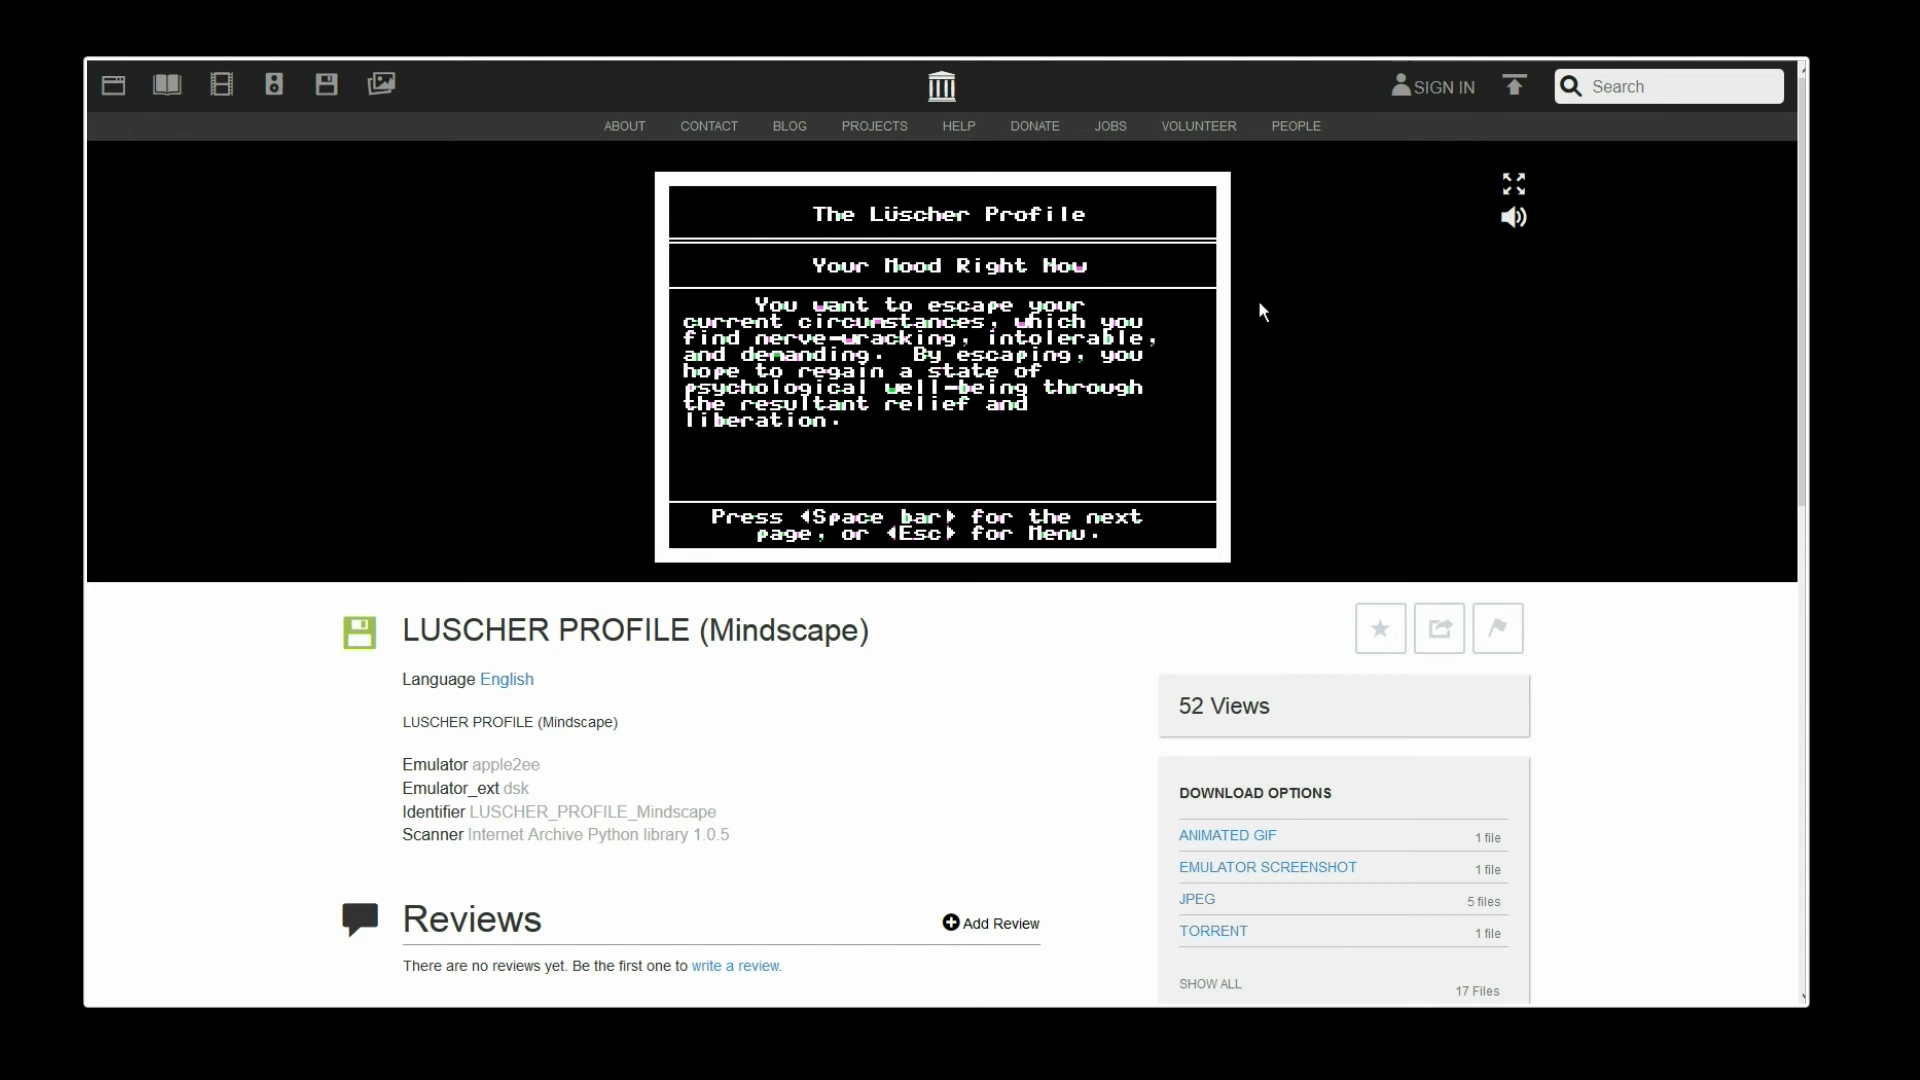 SIGN IN
Search
ABOUT CONTACT BLOG PROJECTS HELP DONATE JOBS VOLUNTEER PEOPLE
The Lüscher Profile
Your Mood Right Now
You want to escape your
current circumstances, which you
find nerve-wracking, intolerable,
and demanding. By escaping, you
hope to regain a state of
psychological well-being through
the resultant relief and
liberation.
Press ◀Space bar▶ for the next
page, or ◀Esc▶ for Menu.
LUSCHER PROFILE (Mindscape)
Language English
LUSCHER PROFILE (Mindscape)
Emulator apple2ee
Emulator_ext dsk
Identifier LUSCHER_PROFILE_Mindscape
Scanner Internet Archive Python library 1.0.5
Reviews
Add Review
There are no reviews yet. Be the first one to write a review.
52 Views
DOWNLOAD OPTIONS
ANIMATED GIF 1 file
EMULATOR SCREENSHOT 1 file
JPEG 5 files
TORRENT 1 file
SHOW ALL 17 Files